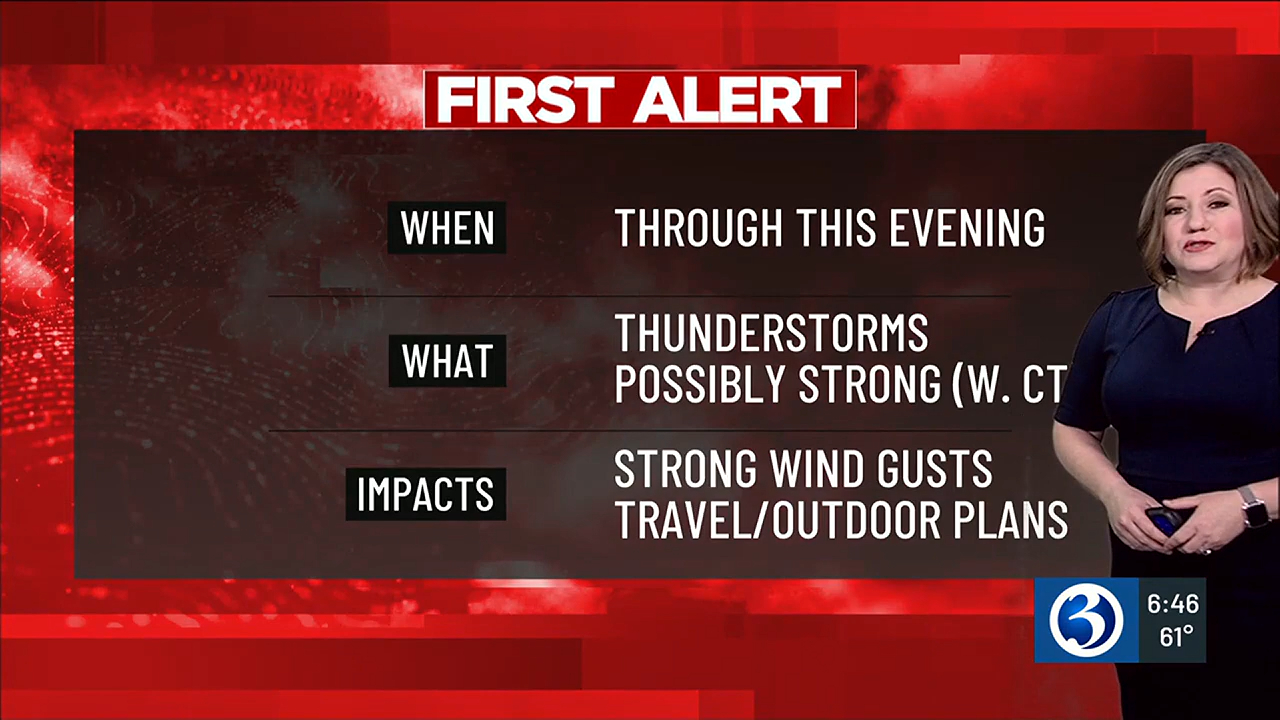 FIRST ALERT
WHEN
THROUGH THIS EVENING
WHAT
THUNDERSTORMS
POSSIBLY STRONG (W. CT
IMPACTS
STRONG WIND GUSTS
TRAVEL/OUTDOOR PLANS
3
6:46
61°